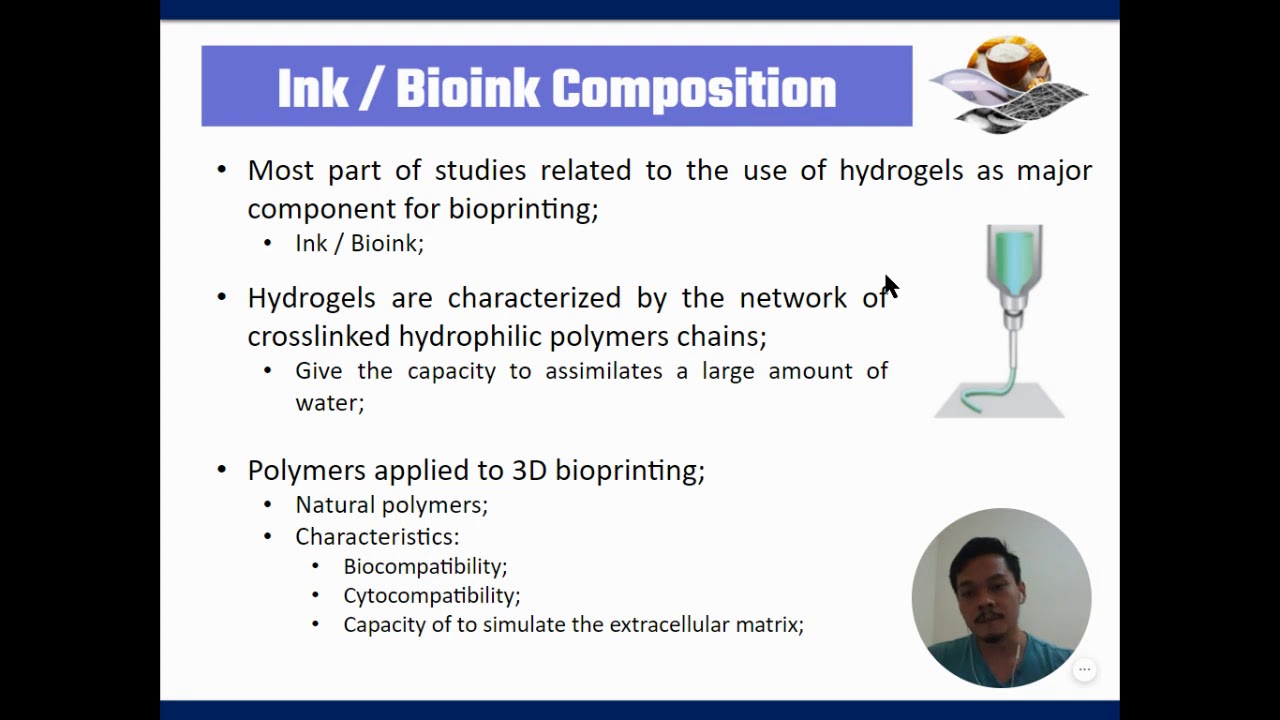 Ink / Bioink Composition
• Most part of studies related to the use of hydrogels as major
component for bioprinting;
• Ink / Bioink;
• Hydrogels are characterized by the network of
crosslinked hydrophilic polymers chains;
• Give the capacity to assimilates a large amount of
water;
• Polymers applied to 3D bioprinting;
• Natural polymers;
• Characteristics:
• Biocompatibility;
• Cytocompatibility;
• Capacity of to simulate the extracellular matrix;